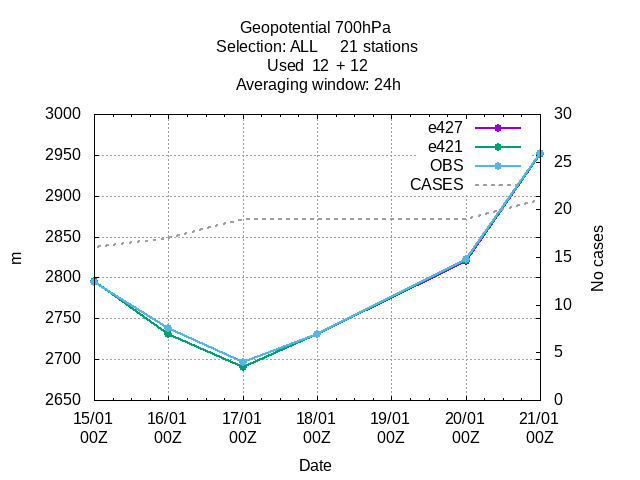 Geopotential 700hPa
Selection: ALL 21 stations
Used 12 + 12
Averaging window: 24h
3000
2950
2900
2850
2800
2750
2700
2650
m
30
25
20
15
10
5
0
No cases
e427
e421
OBS
CASES
15/01 16/01 17/01 18/01 19/01 20/01 21/01
00Z 00Z 00Z 00Z 00Z 00Z 00Z
Date